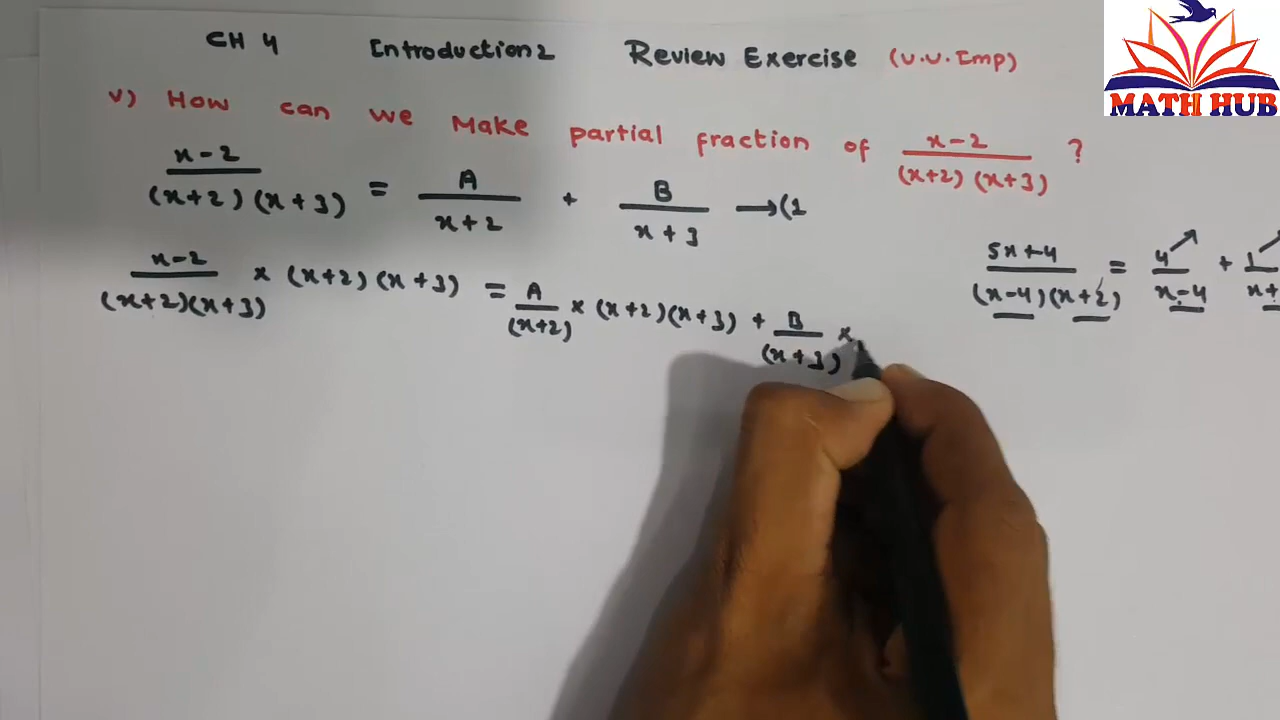 CH 4 Introduction2 Review Exercise (v.v.Imp)
MATH HUB
v) How can we Make partial fraction of x-2/(x+2)(x+3) ?
x-2/(x+2)(x+3) = A/x+2 + B/x+3 →(1
5x+4/(x-4)(x+2) = 4/x-4 + 1/x+
x-2/(x+2)(x+3) × (x+2)(x+3) = A/(x+2) × (x+2)(x+3) + B/(x+3) ×